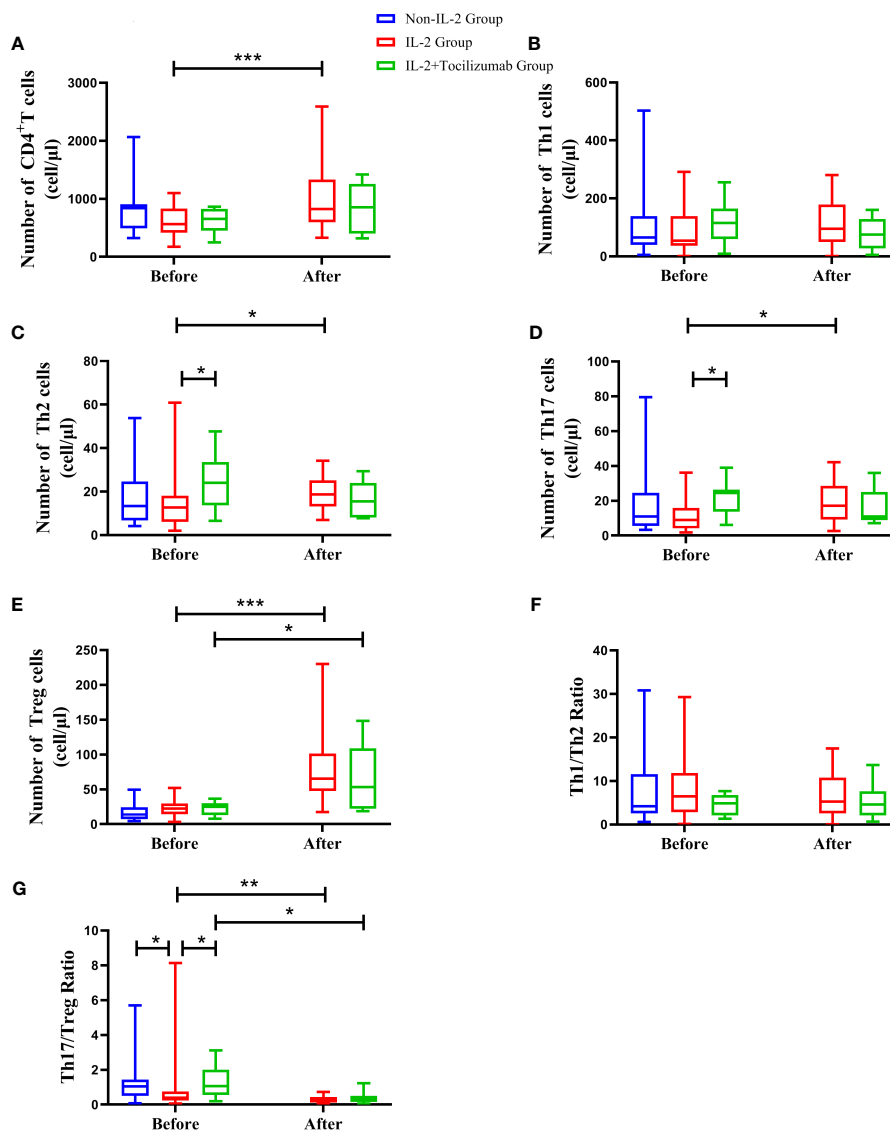 Non-IL-2 Group
IL-2 Group
IL-2+Tocilizumab Group
A
***
3000
2000
1000
0
Number of CD4+T cells
(cell/μl)
Before
After
B
600
400
200
0
Number of Th1 cells
(cell/μl)
Before
After
C
*
*
80
60
40
20
0
Number of Th2 cells
(cell/μl)
Before
After
D
*
*
100
80
60
40
20
0
Number of Th17 cells
(cell/μl)
Before
After
E
***
*
250
200
150
100
50
0
Number of Treg cells
(cell/μl)
Before
After
F
40
30
20
10
0
Th1/Th2 Ratio
Before
After
G
**
*
*
*
10
8
6
4
2
0
Th17/Treg Ratio
Before
After